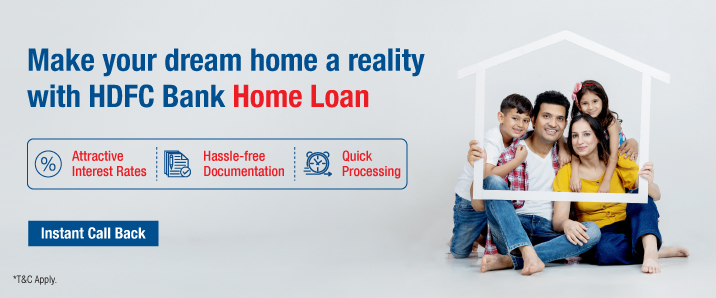 Make your dream home a reality
with HDFC Bank Home Loan
Attractive
Interest Rates
Hassle-free
Documentation
Quick
Processing
Instant Call Back
*T&C Apply.